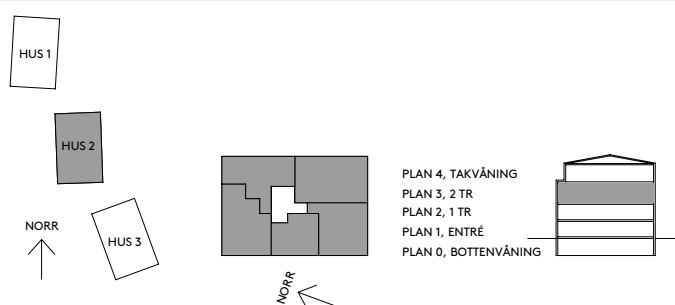 HUS 1
HUS 2
HUS 3
NORR
NORR
PLAN 4, TAKVÅNING
PLAN 3, 2 TR
PLAN 2, 1 TR
PLAN 1, ENTRÉ
PLAN 0, BOTTENVÅNING